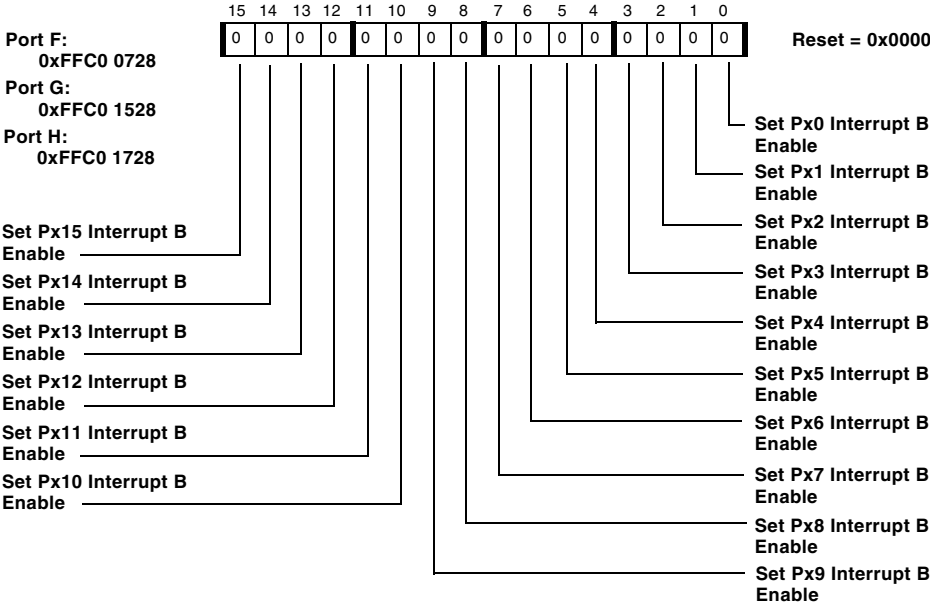 15 14 13 12 11 10 9 8 7 6 5 4 3 2 1 0
0 0 0 0 0 0 0 0 0 0 0 0 0 0 0 0
Reset = 0x0000
Port F:
0xFFC0 0728
Port G:
0xFFC0 1528
Port H:
0xFFC0 1728
Set Px15 Interrupt B
Enable
Set Px14 Interrupt B
Enable
Set Px13 Interrupt B
Enable
Set Px12 Interrupt B
Enable
Set Px11 Interrupt B
Enable
Set Px10 Interrupt B
Enable
Set Px0 Interrupt B
Enable
Set Px1 Interrupt B
Enable
Set Px2 Interrupt B
Enable
Set Px3 Interrupt B
Enable
Set Px4 Interrupt B
Enable
Set Px5 Interrupt B
Enable
Set Px6 Interrupt B
Enable
Set Px7 Interrupt B
Enable
Set Px8 Interrupt B
Enable
Set Px9 Interrupt B
Enable